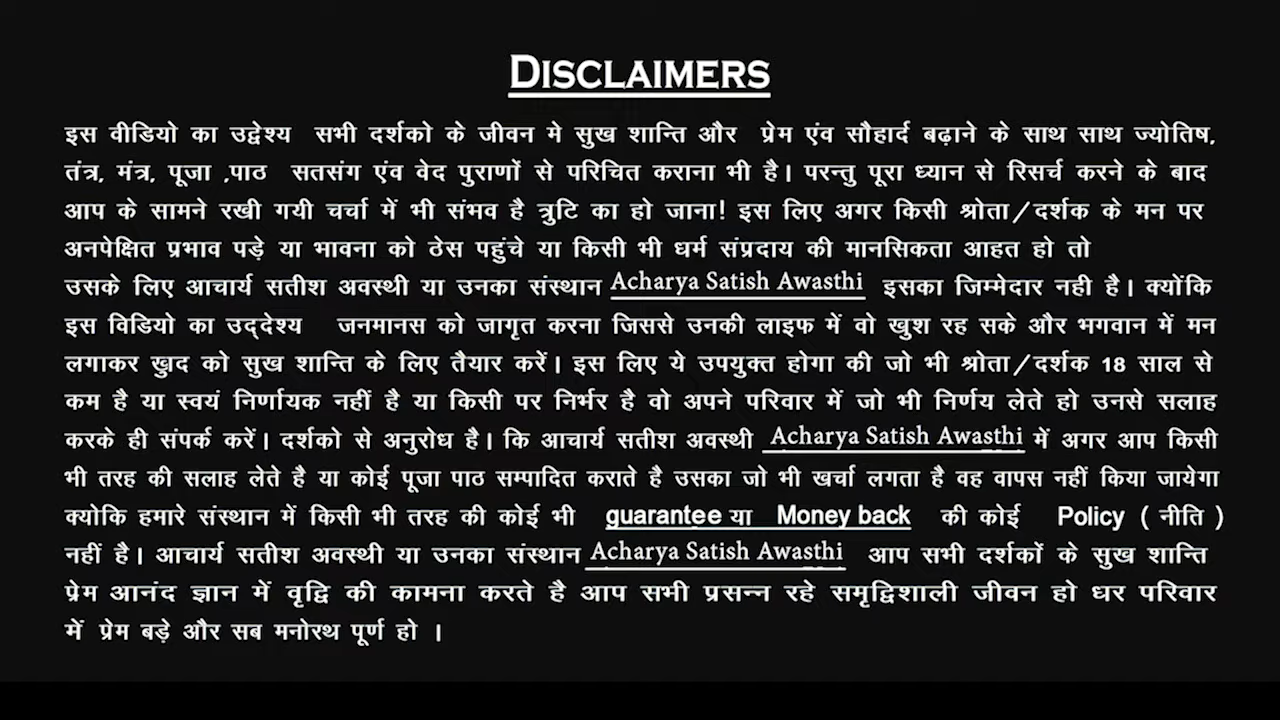 DISCLAIMERS
इस वीडियो का उद्वेश्य सभी दर्शको के जीवन मे सुख शान्ति और प्रेम एंव सौहार्द बढ़ाने के साथ साथ ज्योतिष,
तंत्र, मंत्र, पूजा ,पाठ सतसंग एंव वेद पुराणों से परिचित कराना भी है। परन्तु पूरा ध्यान से रिसर्च करने के बाद
आप के सामने रखी गयी चर्चा में भी संभव है त्रुटि का हो जाना! इस लिए अगर किसी श्रोता/दर्शक के मन पर
अनपेक्षित प्रभाव पड़े या भावना को ठेस पहुंचे या किसी भी धर्म संप्रदाय की मानसिकता आहत हो तो
उसके लिए आचार्य सतीश अवस्थी या उनका संस्थान Acharya Satish Awasthi इसका जिम्मेदार नही है। क्योंकि
इस विडियो का उद्देश्य जनमानस को जागृत करना जिससे उनकी लाइफ में वो खुश रह सके और भगवान में मन
लगाकर खुद को सुख शान्ति के लिए तैयार करें। इस लिए ये उपयुक्त होगा की जो भी श्रोता/दर्शक 18 साल से
कम है या स्वयं निर्णायक नहीं है या किसी पर निर्भर है वो अपने परिवार में जो भी निर्णय लेते हो उनसे सलाह
करके ही संपर्क करें। दर्शको से अनुरोध है। कि आचार्य सतीश अवस्थी Acharya Satish Awasthi में अगर आप किसी
भी तरह की सलाह लेते है या कोई पूजा पाठ सम्पादित कराते है उसका जो भी खर्चा लगता है वह वापस नहीं किया जायेगा
क्योकि हमारे संस्थान में किसी भी तरह की कोई भी guarantee या Money back की कोई Policy ( नीति )
नहीं है। आचार्य सतीश अवस्थी या उनका संस्थान Acharya Satish Awasthi आप सभी दर्शकों के सुख शान्ति
प्रेम आनंद ज्ञान में वृद्वि की कामना करते है आप सभी प्रसन्न रहे समृद्विशाली जीवन हो धर परिवार
में प्रेम बड़े और सब मनोरथ पूर्ण हो ।